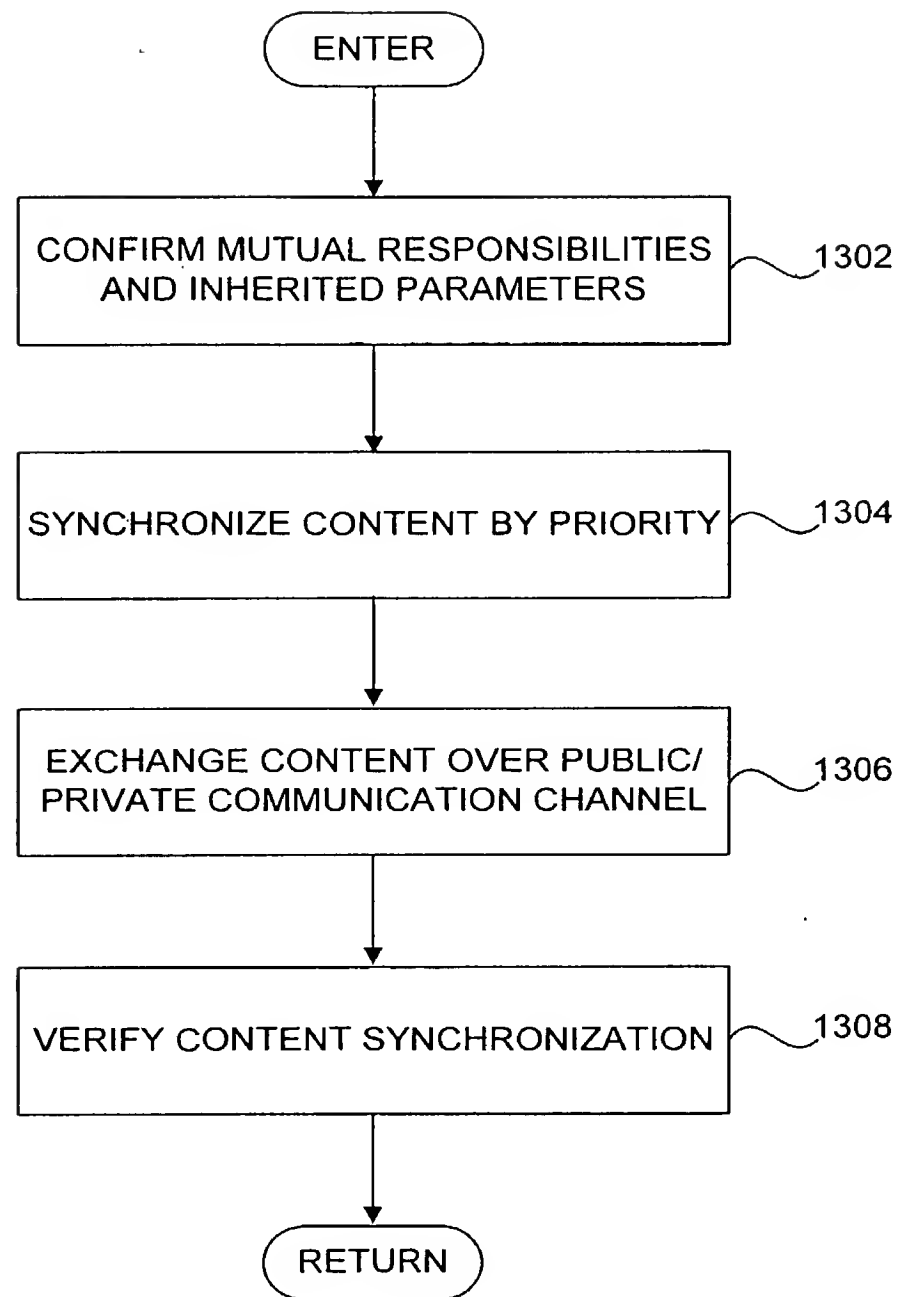 ENTER
CONFIRM MUTUAL RESPONSIBILITIES
AND INHERITED PARAMETERS
1302
SYNCHRONIZE CONTENT BY PRIORITY
1304
EXCHANGE CONTENT OVER PUBLIC/
PRIVATE COMMUNICATION CHANNEL
1306
VERIFY CONTENT SYNCHRONIZATION
1308
RETURN